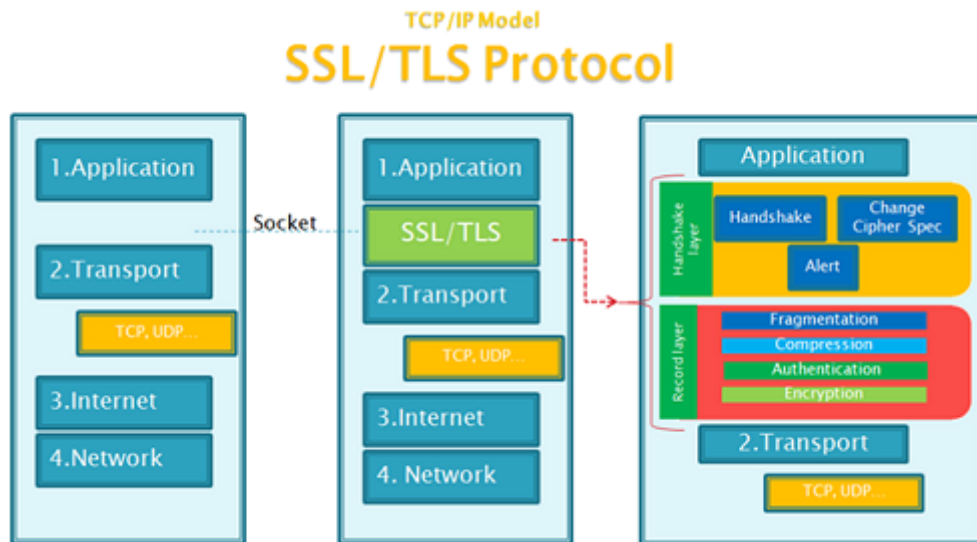 TCP/IP Model
SSL/TLS Protocol
1.Application
Socket
2.Transport
TCP, UDP...
3.Internet
4.Network
1.Application
SSL/TLS
2.Transport
TCP, UDP...
3.Internet
4. Network
Application
Handshake layer
Handshake
Change
Cipher Spec
Alert
Record layer
Fragmentation
Compression
Authentication
Encryption
2.Transport
TCP, UDP...